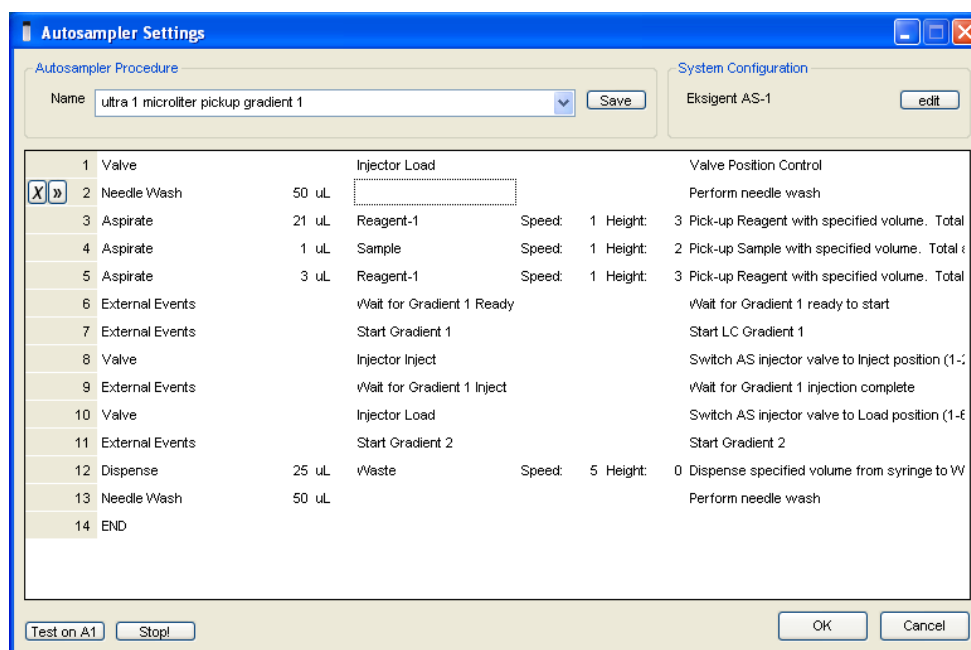 Autosampler Settings
Autosampler Procedure
System Configuration
Name ultra 1 microliter pickup gradient 1 Save
Eksigent AS-1 edit
1 Valve Injector Load Valve Position Control
X » 2 Needle Wash 50 uL Perform needle wash
3 Aspirate 21 uL Reagent-1 Speed: 1 Height: 3 Pick-up Reagent with specified volume. Total
4 Aspirate 1 uL Sample Speed: 1 Height: 2 Pick-up Sample with specified volume. Total
5 Aspirate 3 uL Reagent-1 Speed: 1 Height: 3 Pick-up Reagent with specified volume. Total
6 External Events Wait for Gradient 1 Ready Wait for Gradient 1 ready to start
7 External Events Start Gradient 1 Start LC Gradient 1
8 Valve Injector Inject Switch AS injector valve to Inject position (1-
9 External Events Wait for Gradient 1 Inject Wait for Gradient 1 injection complete
10 Valve Injector Load Switch AS injector valve to Load position (1-
11 External Events Start Gradient 2 Start Gradient 2
12 Dispense 25 uL Waste Speed: 5 Height: 0 Dispense specified volume from syringe to W
13 Needle Wash 50 uL Perform needle wash
14 END
Test on A1 Stop! OK Cancel